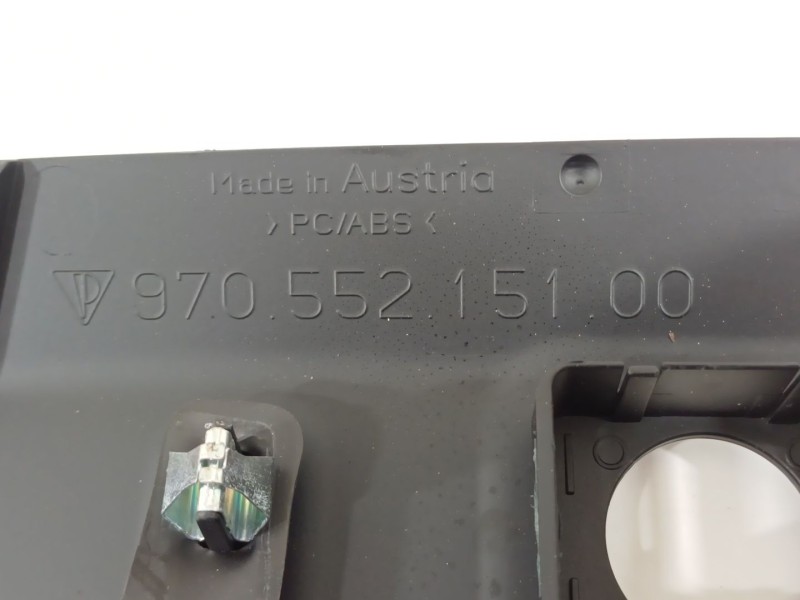 Made in Austria
>PC/ABS<
970.552.151.00